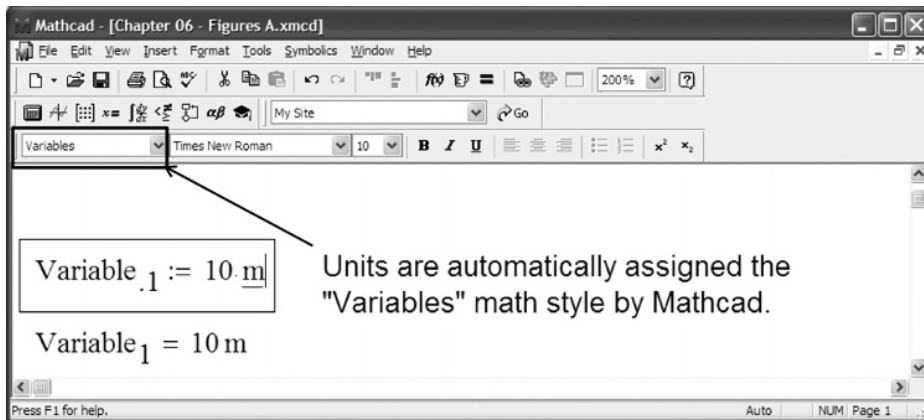 Mathcad - [Chapter 06 - Figures A.xmcd]
File Edit View Insert Format Tools Symbolics Window Help
200%
My Site Go
Variables Times New Roman 10 B I U x² x₂
Variable.1 := 10·m
Units are automatically assigned the
"Variables" math style by Mathcad.
Variable1 = 10 m
Press F1 for help. Auto NUM Page 1